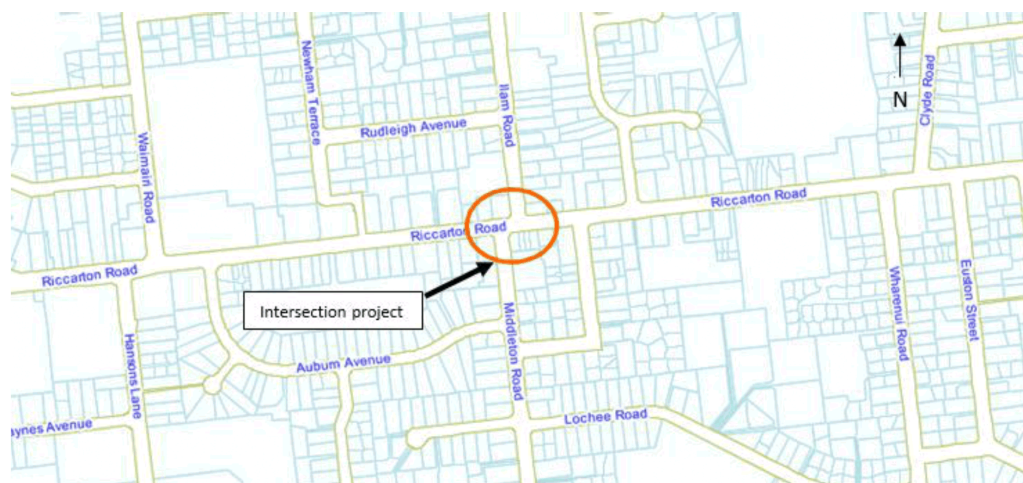 Newham Terrace
Ilam Road
Clyde Road
N
Rudleigh Avenue
Waimairi Road
Riccarton Road
Riccarton Road
Riccarton Road
Intersection project
Middleton Road
Wharenui Road
Euston Street
Hansons Lane
Auburn Avenue
Lochee Road
aynes Avenue